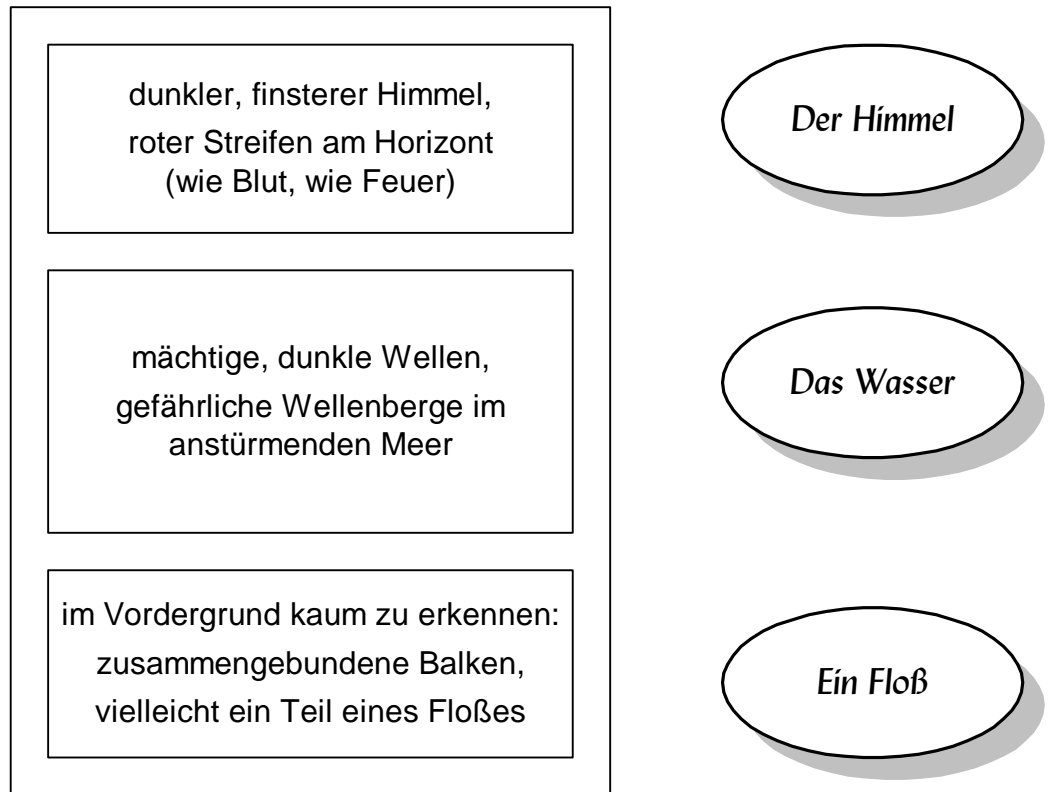 dunkler, finsterer Himmel,
roter Streifen am Horizont
(wie Blut, wie Feuer)
Der Himmel
mächtige, dunkle Wellen,
gefährliche Wellenberge im
anstürmenden Meer
Das Wasser
im Vordergrund kaum zu erkennen:
zusammengebundene Balken,
vielleicht ein Teil eines Floßes
Ein Floß